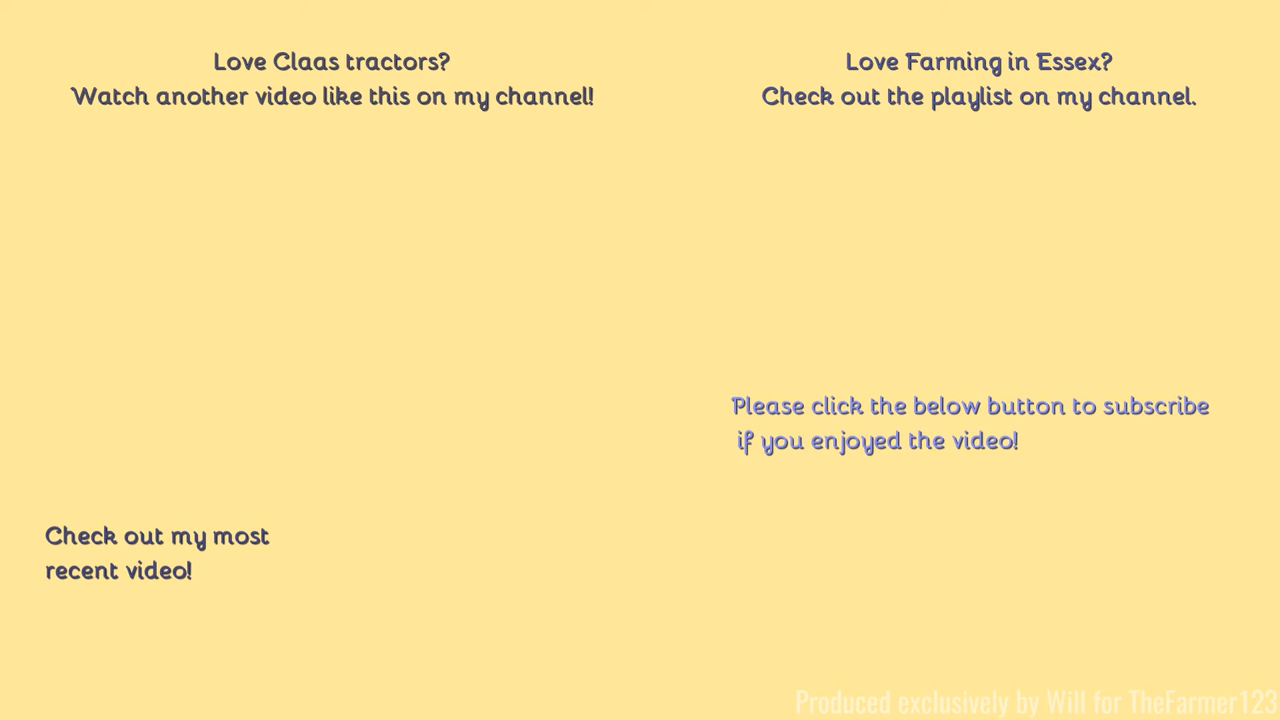 Love Claas tractors?
Watch another video like this on my channel!
Love Farming in Essex?
Check out the playlist on my channel.
Please click the below button to subscribe
if you enjoyed the video!
Check out my most
recent video!
Produced exclusively by Will for TheFarmer123